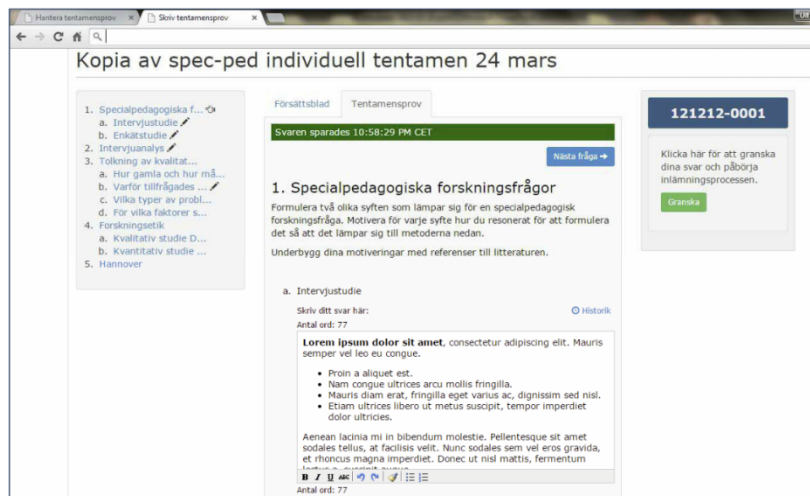 Hantera tentamensprov
Skriv tentamensprov
Kopia av spec-ped individuell tentamen 24 mars
1. Specialpedagogiska f...
a. Intervjustudie
b. Enkätstudie
2. Intervjuanalys
3. Tolkning av kvalitat...
a. Hur gamla och hur må...
b. Varför tillfrågades ...
c. Vilka typer av probl...
d. För vilka faktorer s...
4. Forskningsetik
a. Kvalitativ studie D...
b. Kvantitativ studie ...
5. Hannover
Försättsblad
Tentamensprov
Svaren sparades 10:58:29 PM CET
Nästa fråga
1. Specialpedagogiska forskningsfrågor
Formulera två olika syften som lämpar sig för en specialpedagogisk
forskningsfråga. Motivera för varje syfte hur du resonerat för att formulera
det så att det lämpar sig till metoderna nedan.
Underbygg dina motiveringar med referenser till litteraturen.
a. Intervjustudie
Skriv ditt svar här:
Historik
Antal ord: 77
Lorem ipsum dolor sit amet, consectetur adipiscing elit. Mauris
semper vel leo eu congue.
• Proin a aliquet est.
• Nam congue ultrices arcu mollis fringilla.
• Mauris diam erat, fringilla eget varius ac, dignissim sed nisl.
• Etiam ultrices libero ut metus suscipit, tempor imperdiet
dolor ultricies.
Aenean lacinia mi in bibendum molestie. Pellentesque sit amet
sodales tellus, at facilisis velit. Nunc sodales sem vel eros gravida,
et rhoncus magna imperdiet. Donec ut nisl mattis, fermentum
B I U ABC
Antal ord: 77
121212-0001
Klicka här för att granska
dina svar och påbörja
inlämningsprocessen.
Granska